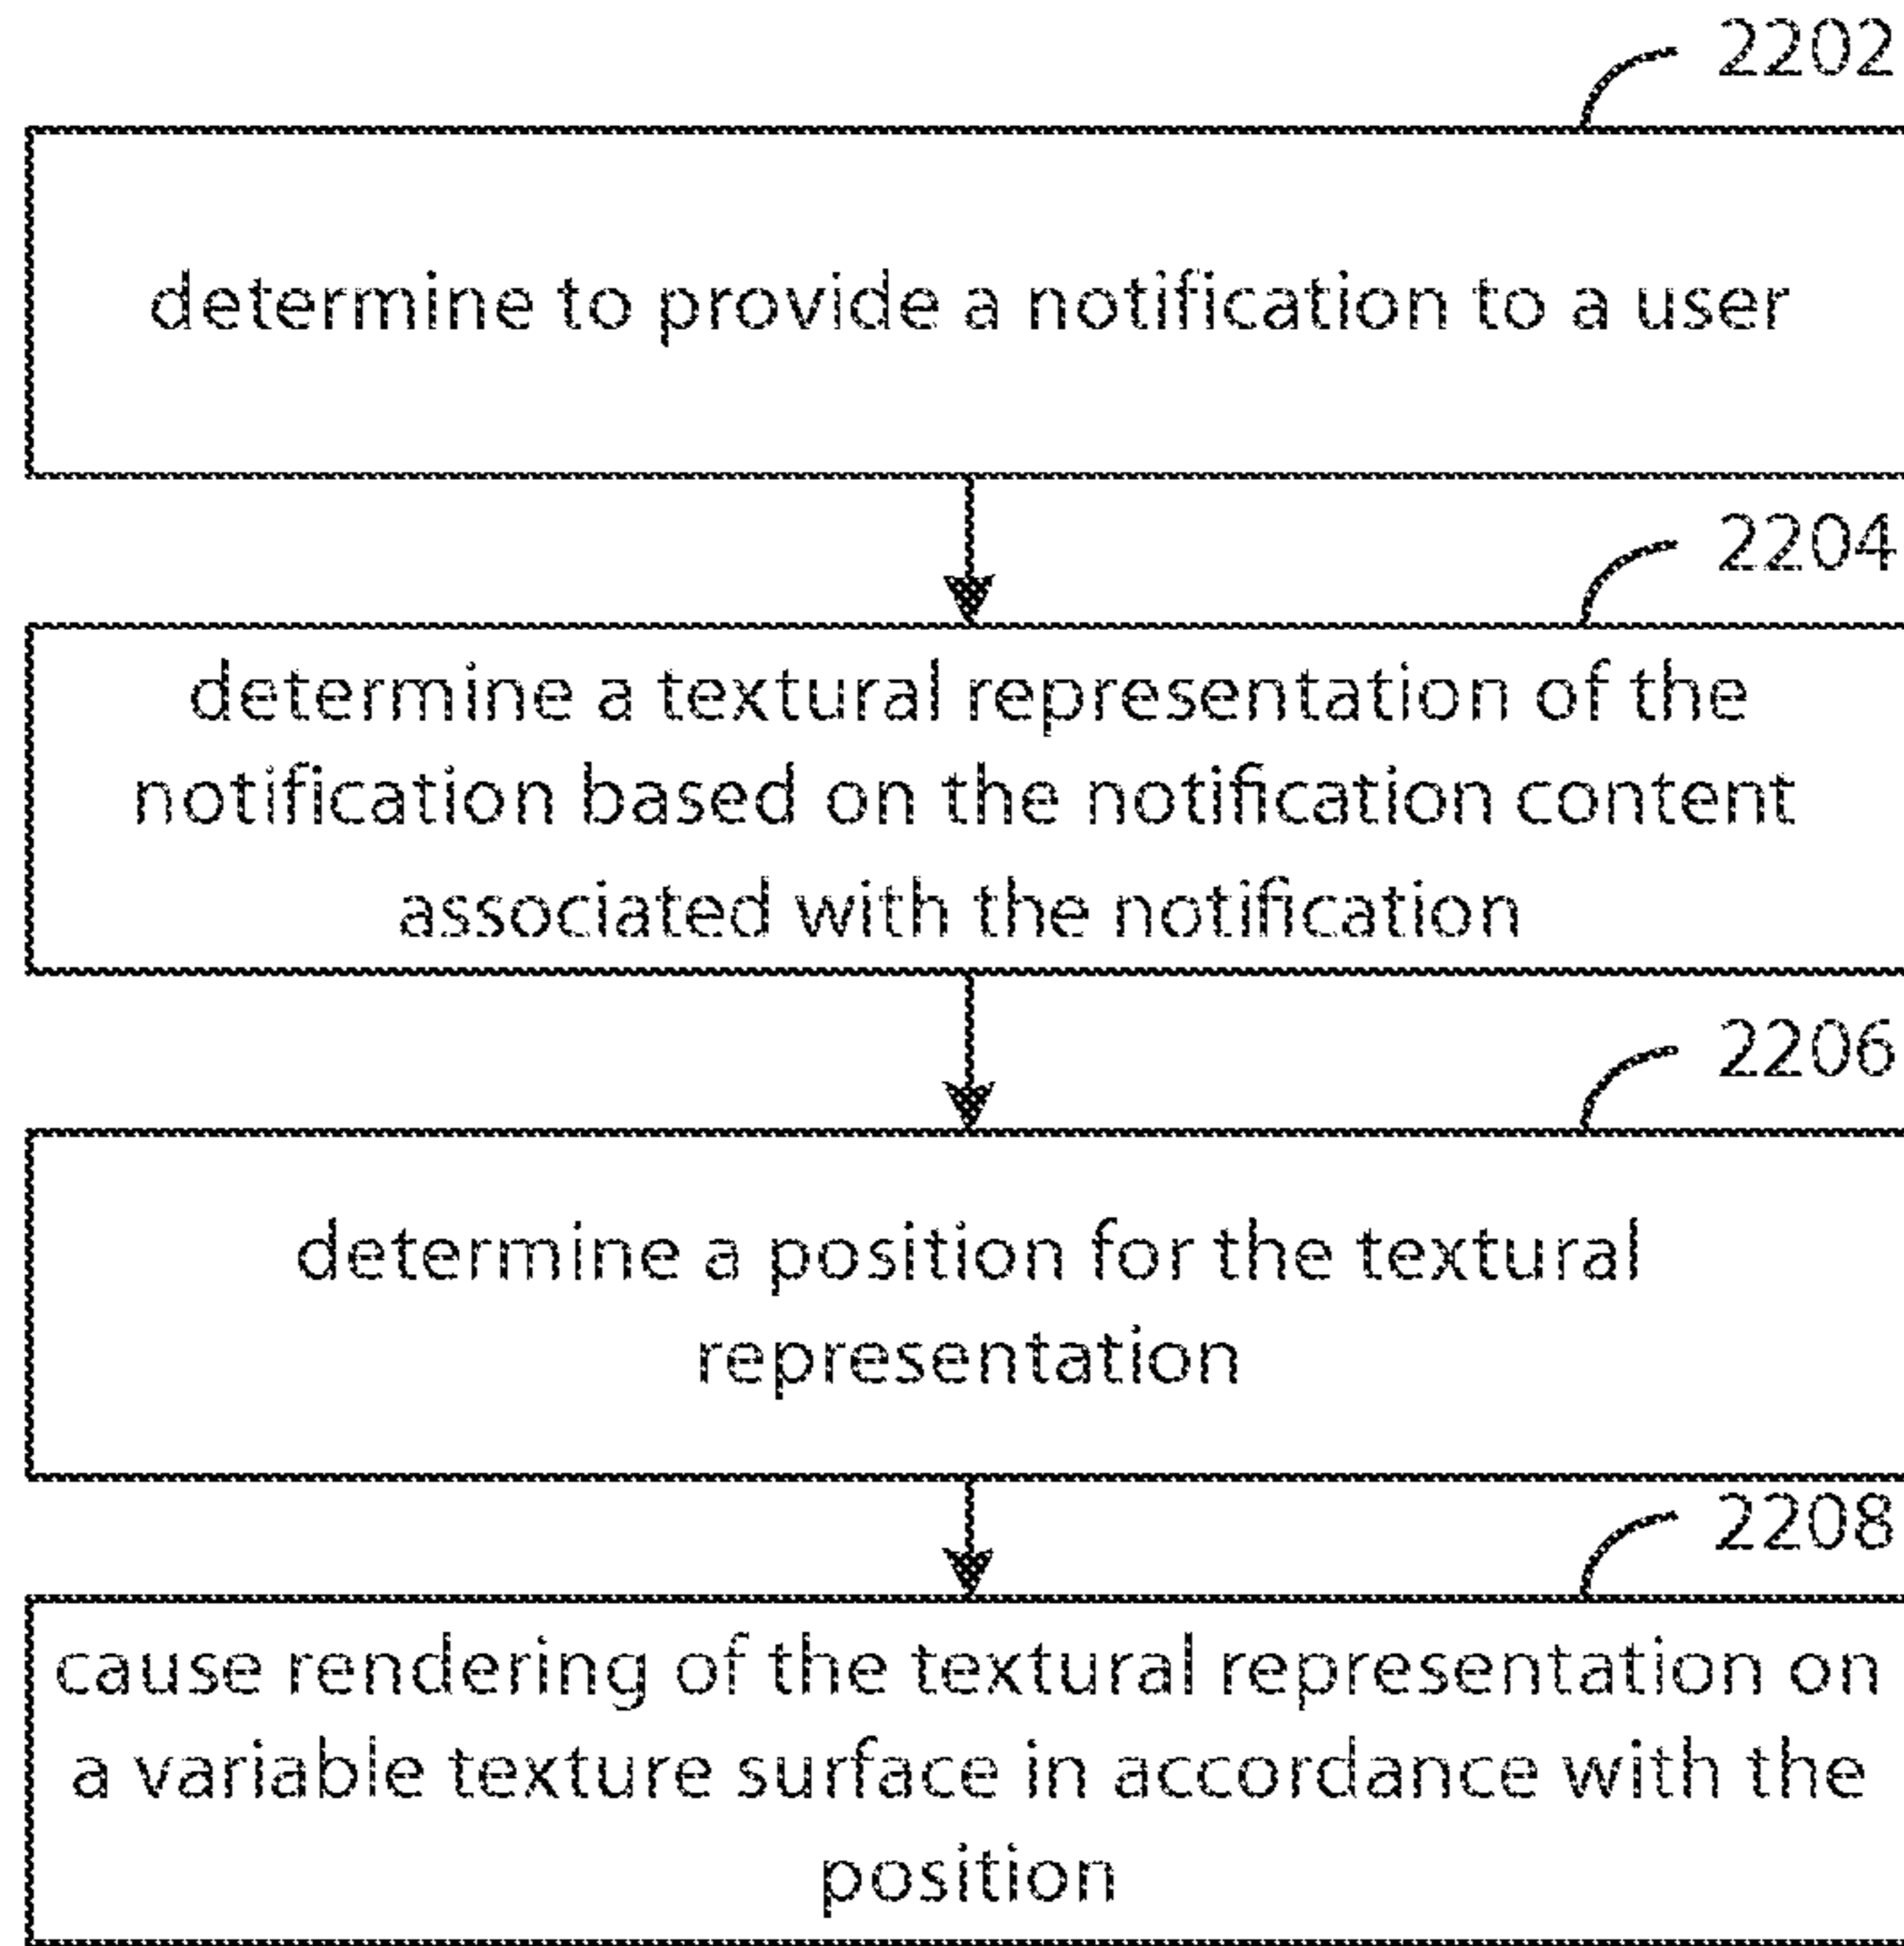 2202
determine to provide a notification to a user
2204
determine a textural representation of the
notification based on the notification content
associated with the notification
2206
determine a position for the textural
representation
2208
cause rendering of the textural representation on
a variable texture surface in accordance with the
position